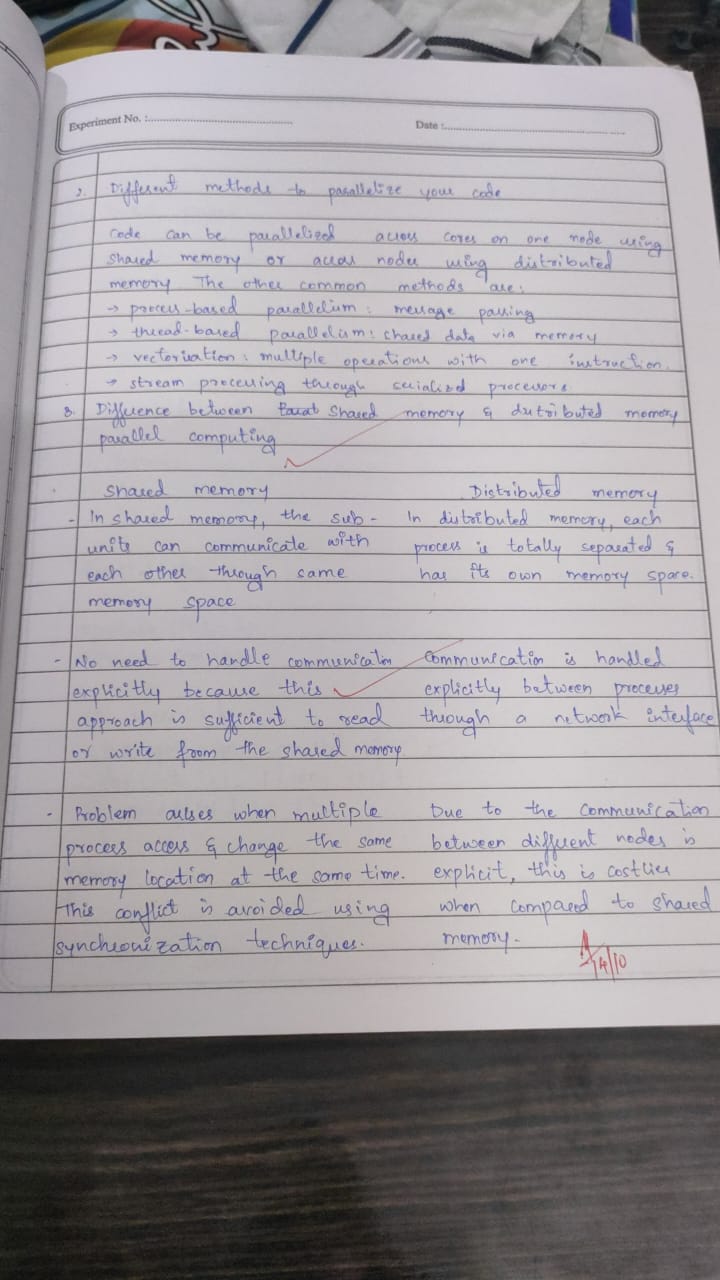 Experiment No. :
Date :
2. Different methods to parallelize your code
Code can be parallelized across cores on one node using
shared memory or across nodes using distributed
memory The other common methods are:
→ process-based parallelism: message passing
→ thread-based parallelism: shared data via memory
→ vectorisation: multiple operations with one instruction.
→ stream processing through serialized processors
3. Difference between shared memory & distributed memory
parallel computing
Shared memory
- In shared memory, the sub-
units can communicate with
each other through same
memory space
- No need to handle communicatn
explicitly because this
approach is sufficient to read
or write from the shared memory
- Problem arises when multiple
process access & change the same
memory location at the same time.
This conflict is avoided using
synchronization techniques.
Distributed memory
In distributed memory, each
process is totally separated &
has its own memory space.
Communication is handled
explicitly between processes
through a network interface
Due to the communication
between different nodes is
explicit, this is costlier
when compared to shared
memory.
14/10